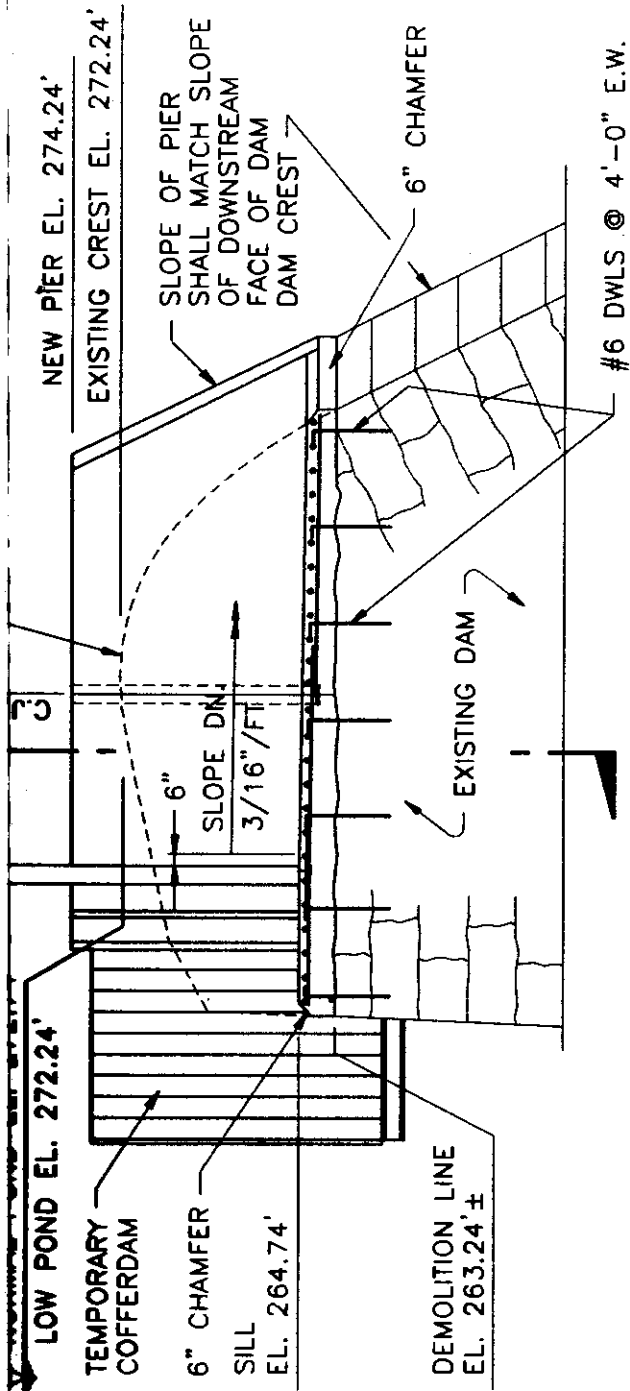 LOW POND EL. 272.24'
TEMPORARY
COFFERDAM
6" CHAMFER
SILL
EL. 264.74'
DEMOLITION LINE
EL. 263.24'±
6"
SLOPE DN.
3/16"/FT
EXISTING DAM
NEW PIER EL. 274.24'
EXISTING CREST EL. 272.24'
SLOPE OF PIER
SHALL MATCH SLOPE
OF DOWNSTREAM
FACE OF DAM
DAM CREST
6" CHAMFER
#6 DWLS @ 4'-0" E.W.